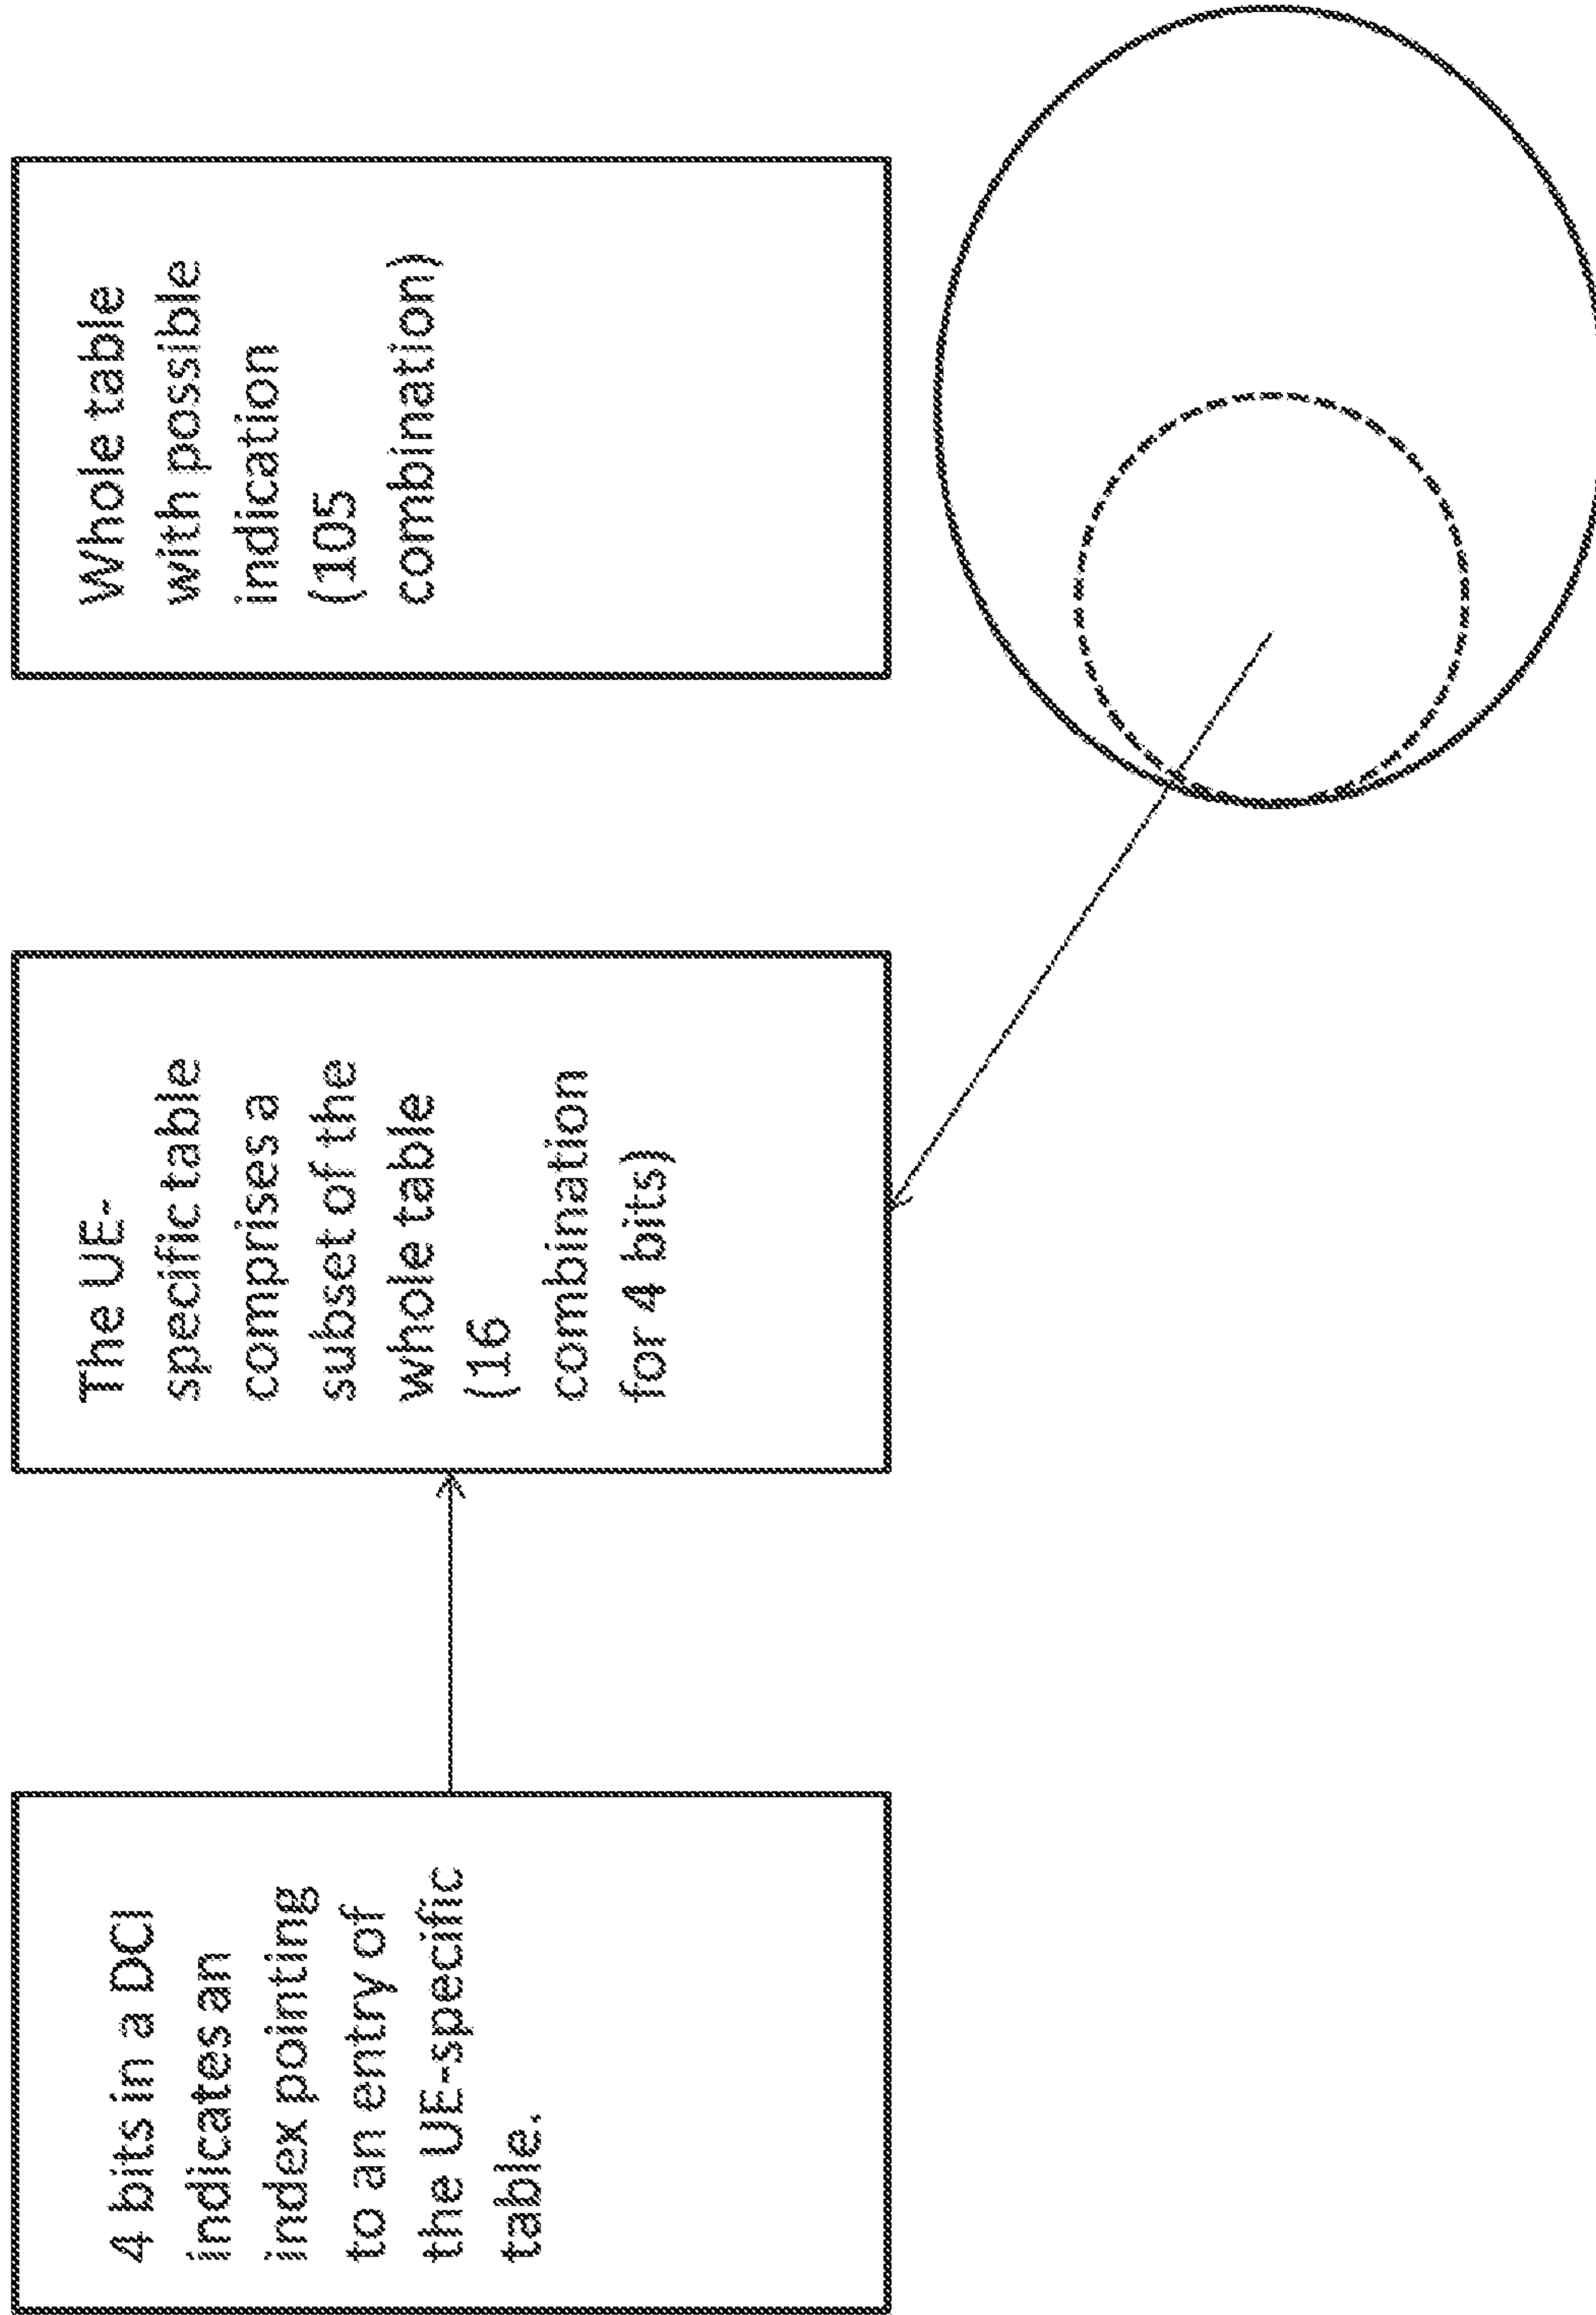 4 bits in a DCI
indicates an
index pointing
to an entry of
the UE-specific
table.
The UE-
specific table
comprises a
subset of the
whole table
(16
combination
for 4 bits)
Whole table
with possible
indication
(105
combination)